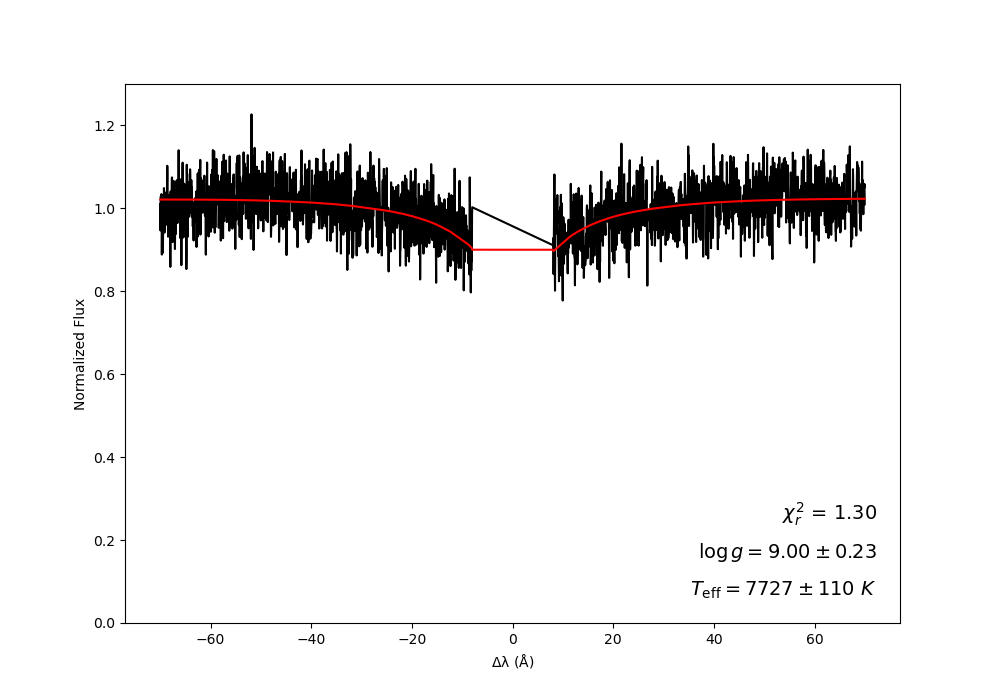 1.2
1.0
0.8
0.6
0.4
0.2
0.0
Normalized Flux
χ²ᵣ = 1.30
log g = 9.00 ± 0.23
T_eff = 7727 ± 110 K
−60 −40 −20 0 20 40 60
Δλ (Å)